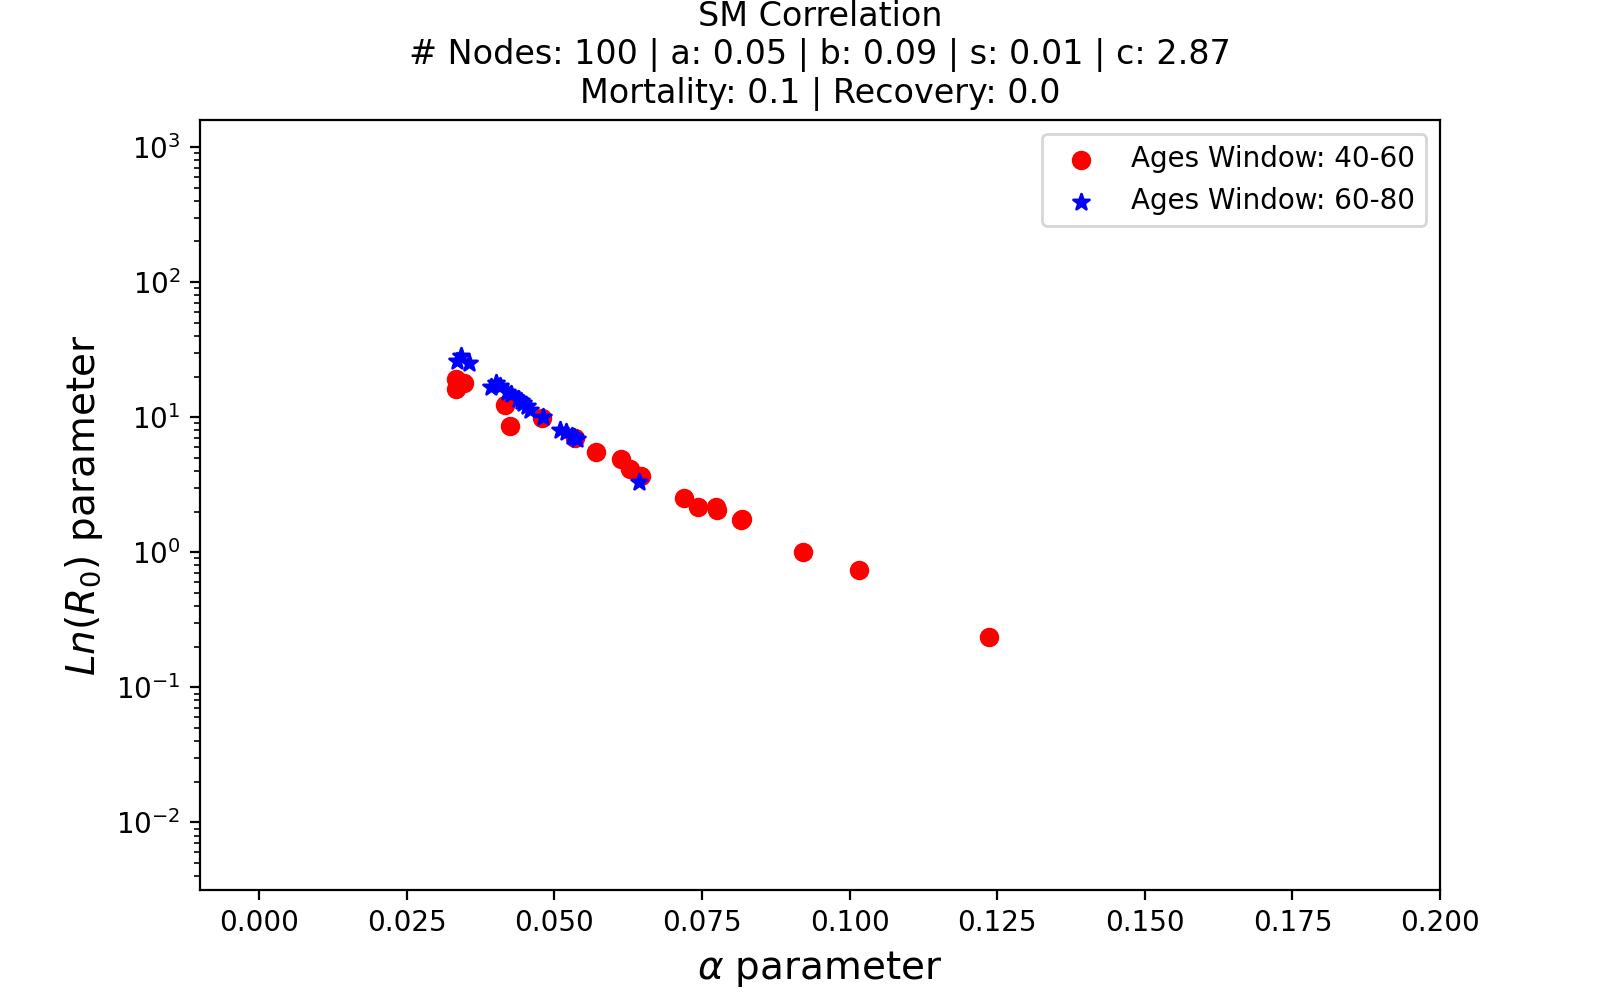 SM Correlation
# Nodes: 100 | a: 0.05 | b: 0.09 | s: 0.01 | c: 2.87
Mortality: 0.1 | Recovery: 0.0
Ages Window: 40-60
Ages Window: 60-80
10³
10²
10¹
10⁰
10⁻¹
10⁻²
Ln(R₀) parameter
0.000 0.025 0.050 0.075 0.100 0.125 0.150 0.175 0.200
α parameter